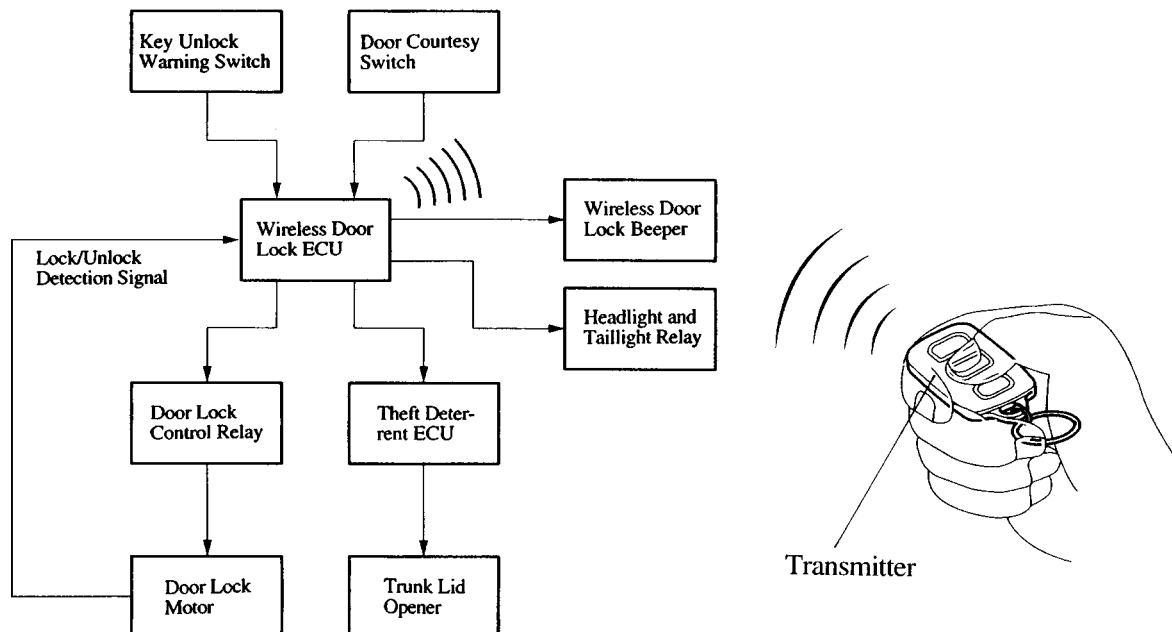 Key Unlock
Warning Switch
Door Courtesy
Switch
Wireless Door
Lock ECU
Wireless Door
Lock Beeper
Lock/Unlock
Detection Signal
Headlight and
Taillight Relay
Door Lock
Control Relay
Theft Deter-
rent ECU
Door Lock
Motor
Trunk Lid
Opener
Transmitter